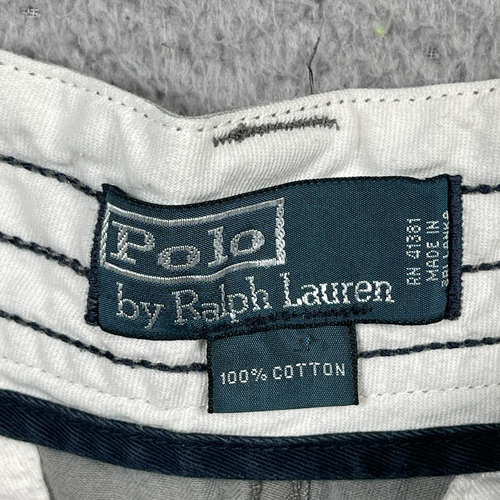 Polo
by Ralph Lauren
RN 41381
MADE IN
SRI LANKA
100% COTTON